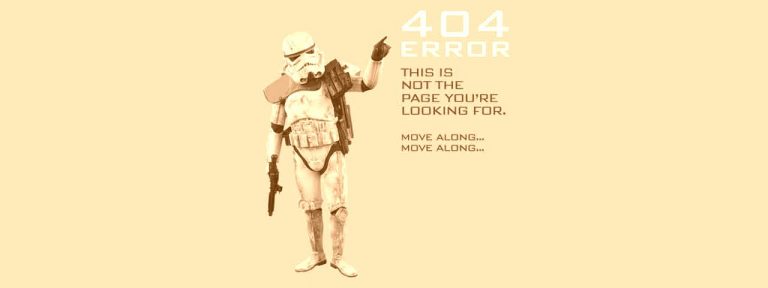 404
ERROR
THIS IS
NOT THE
PAGE YOU'RE
LOOKING FOR.
MOVE ALONG...
MOVE ALONG...